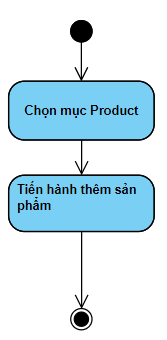 Chọn mục Product
Tiến hành thêm sản
phẩm